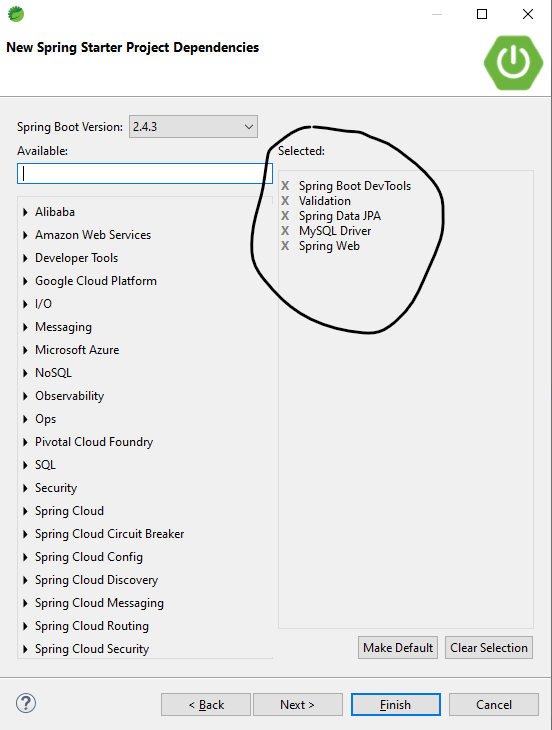 New Spring Starter Project Dependencies
Spring Boot Version: 2.4.3
Available:
Alibaba
Amazon Web Services
Developer Tools
Google Cloud Platform
I/O
Messaging
Microsoft Azure
NoSQL
Observability
Ops
Pivotal Cloud Foundry
SQL
Security
Spring Cloud
Spring Cloud Circuit Breaker
Spring Cloud Config
Spring Cloud Discovery
Spring Cloud Messaging
Spring Cloud Routing
Spring Cloud Security
Selected:
X Spring Boot DevTools
X Validation
X Spring Data JPA
X MySQL Driver
X Spring Web
Make Default Clear Selection
? < Back Next > Finish Cancel